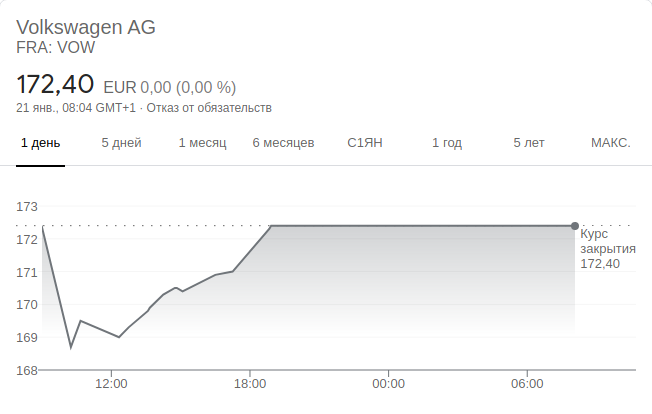 Volkswagen AG
FRA: VOW
172,40 EUR 0,00 (0,00 %)
21 янв., 08:04 GMT+1 · Отказ от обязательств
1 день 5 дней 1 месяц 6 месяцев С1ЯН 1 год 5 лет МАКС.
173
172
171
170
169
168
Курс
закрытия
172,40
12:00 18:00 00:00 06:00